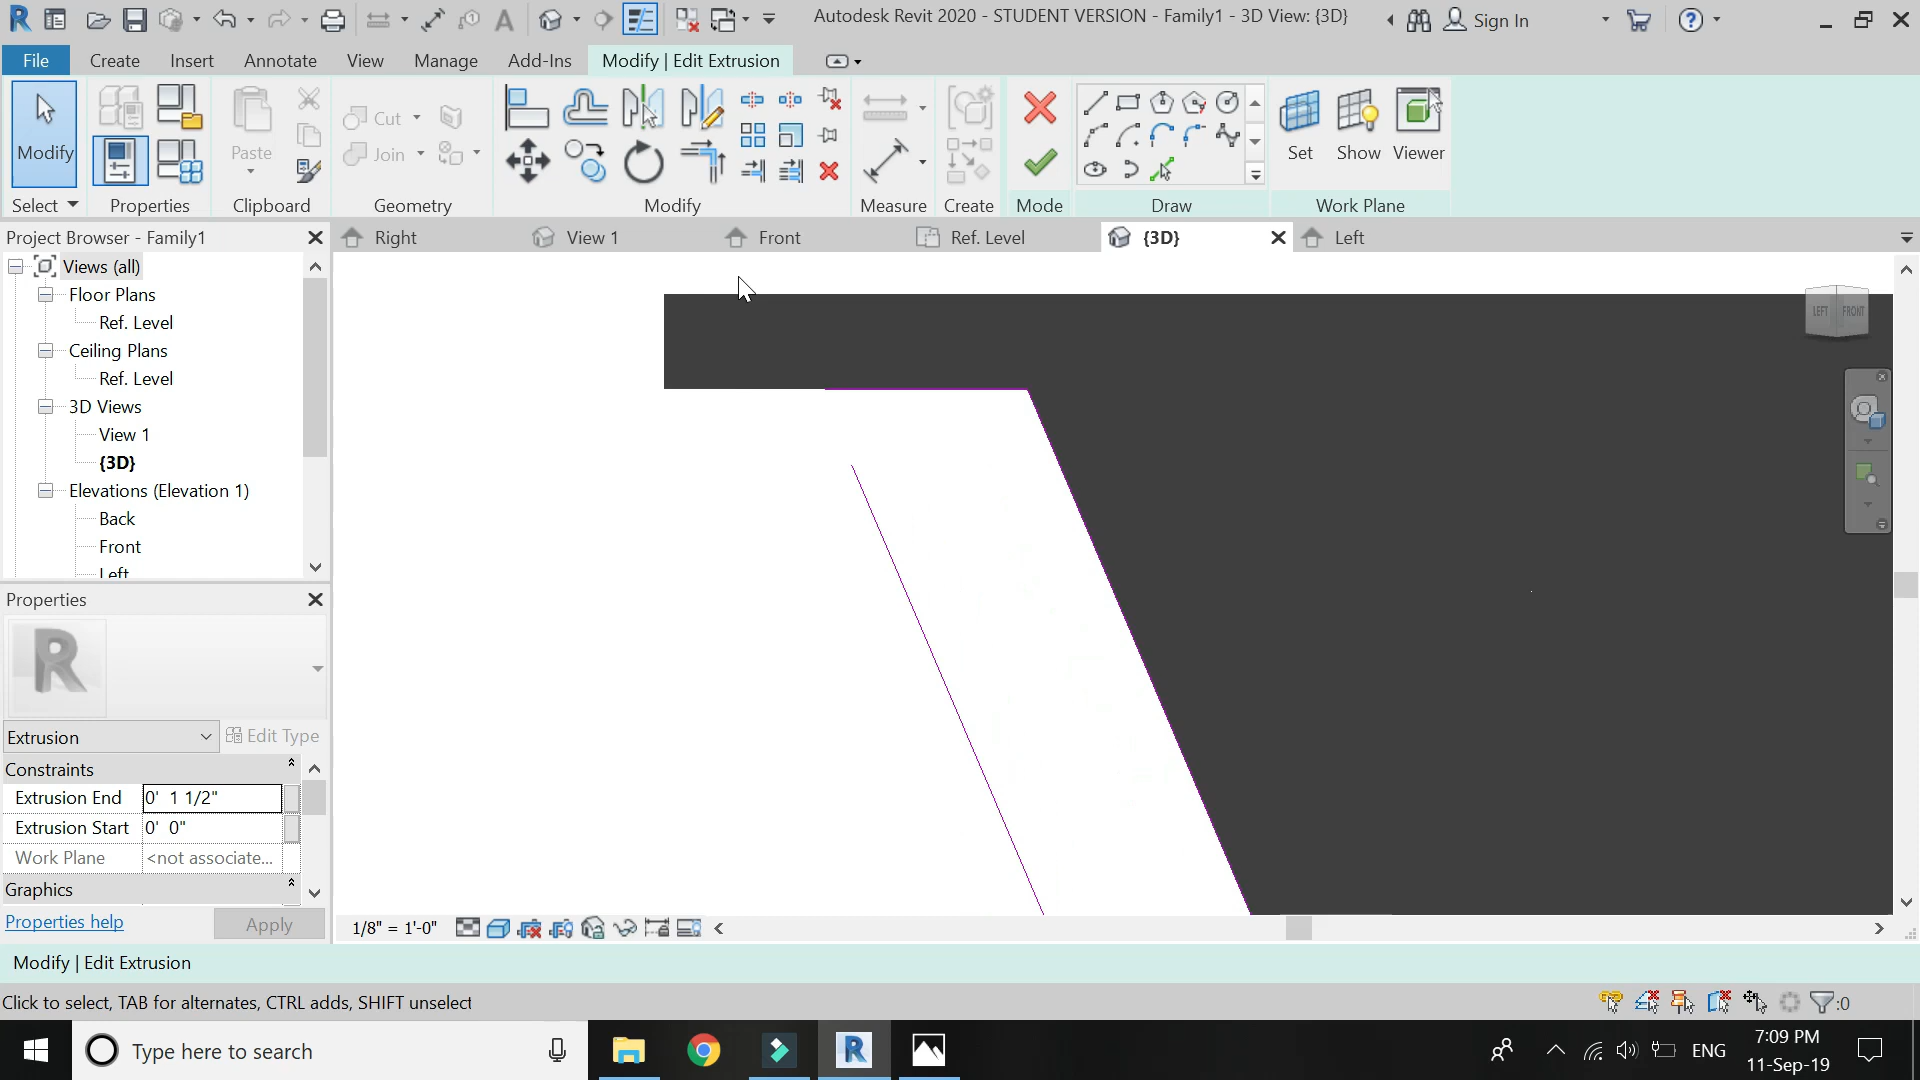 Autodesk Revit 2020 - STUDENT VERSION - Family1 - 3D View: {3D}
Sign In
File
Create
Insert
Annotate
View
Manage
Add-Ins
Modify | Edit Extrusion
Modify
Paste
Cut
Join
Set
Show
Viewer
Select
Properties
Clipboard
Geometry
Modify
Measure
Create
Mode
Draw
Work Plane
Project Browser - Family1
Right
View 1
Front
Ref. Level
{3D}
Left
Views (all)
Floor Plans
Ref. Level
Ceiling Plans
Ref. Level
3D Views
View 1
{3D}
Elevations (Elevation 1)
Back
Front
Left
LEFT
FRONT
Properties
R
Extrusion
Edit Type
Constraints
Extrusion End
0' 1 1/2"
Extrusion Start
0' 0"
Work Plane
<not associate...
Graphics
Properties help
Apply
1/8" = 1'-0"
Modify | Edit Extrusion
Click to select, TAB for alternates, CTRL adds, SHIFT unselect
:0
Type here to search
ENG
7:09 PM
11-Sep-19